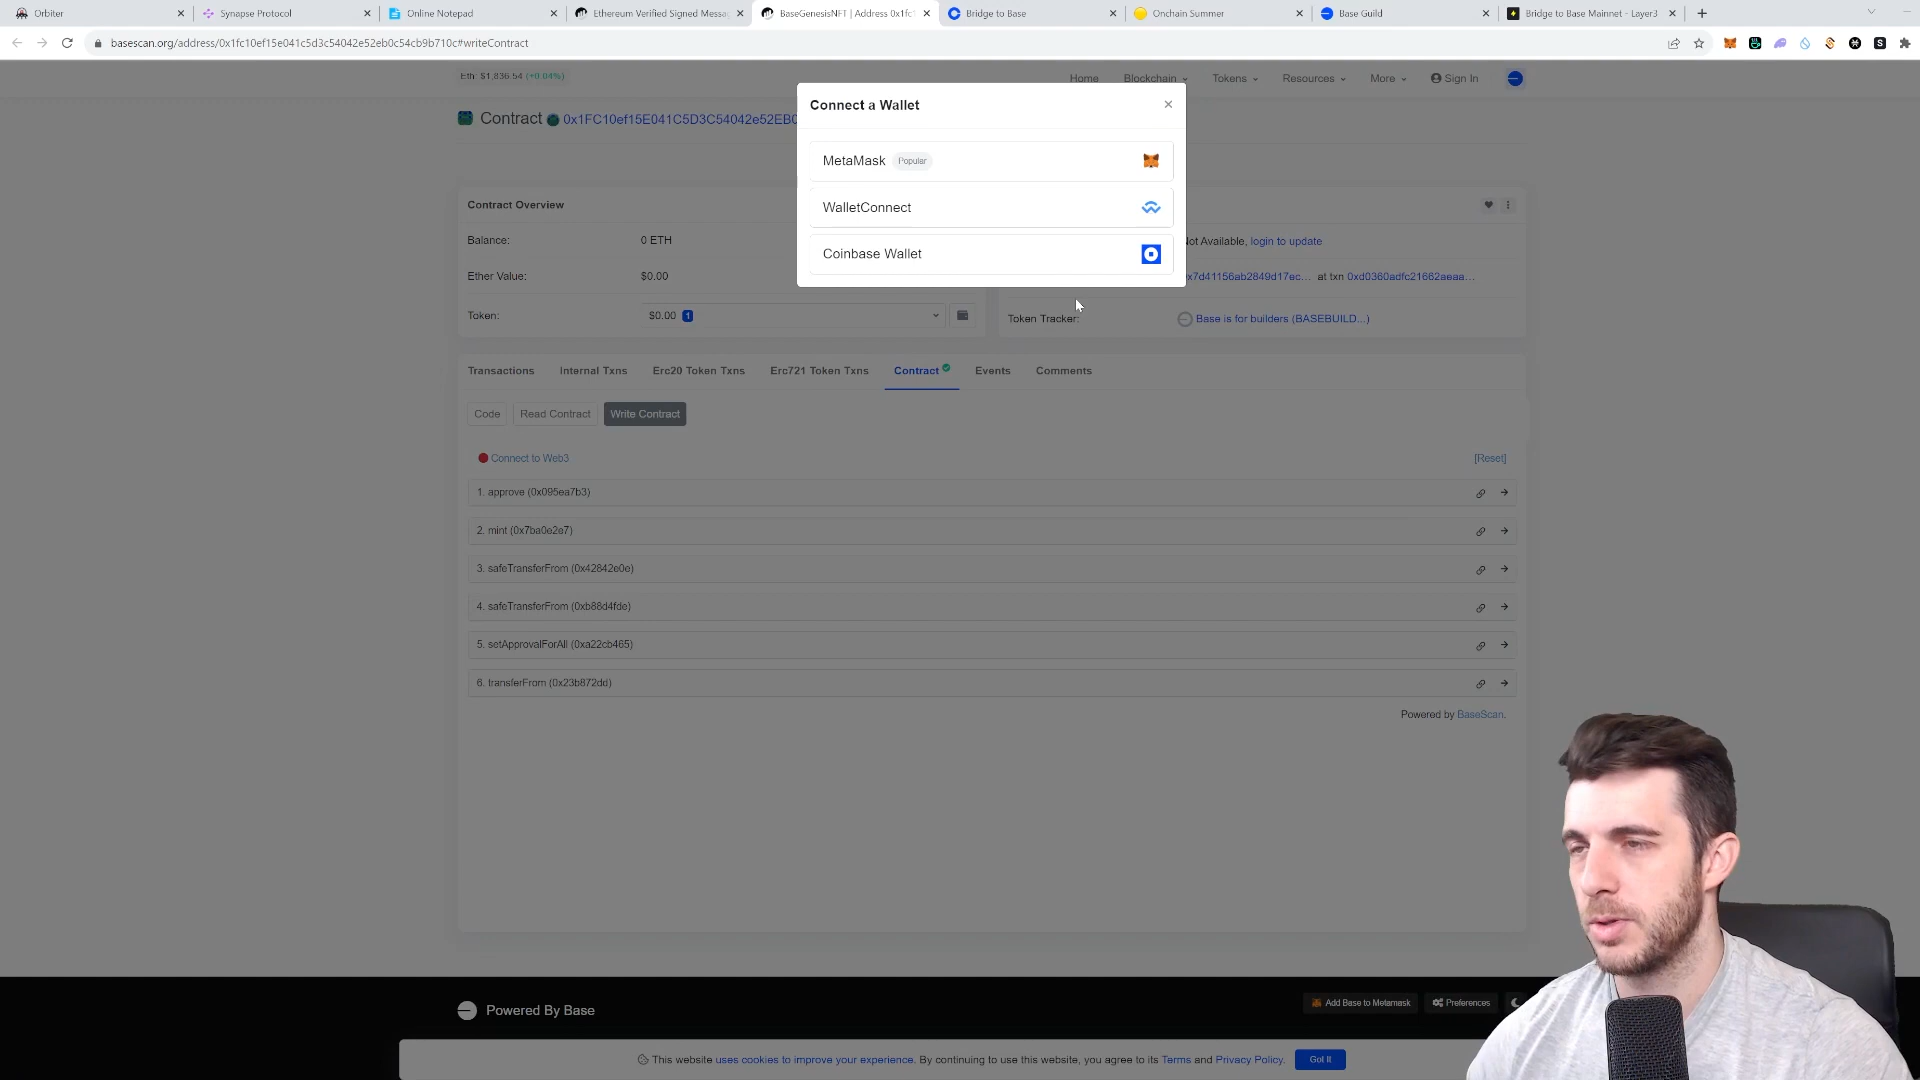 Orbiter
Synapse Protocol
Online Notepad
Ethereum Verified Signed Messag
BaseGenesisNFT | Address 0x1fc1
Bridge to Base
Onchain Summer
Base Guild
Bridge to Base Mainnet - Layer3
basescan.org/address/0x1fc10ef15e041c5d3c54042e52eb0c54cb9b710c#writeContract
Eth: $1,836.54 (+0.04%)
Home
Blockchain
Tokens
Resources
More
Sign In
Contract 0x1FC10ef15E041C5D3C54042e52EB0
Connect a Wallet
MetaMask Popular
WalletConnect
Coinbase Wallet
Contract Overview
Balance: 0 ETH
Ether Value: $0.00
Token: $0.00 1
Not Available, login to update
0x7d41156ab2849d17ec... at txn 0xd0360adfc21662aeaa...
Token Tracker: Base is for builders (BASEBUILD...)
Transactions
Internal Txns
Erc20 Token Txns
Erc721 Token Txns
Contract
Events
Comments
Code
Read Contract
Write Contract
Connect to Web3
[Reset]
1. approve (0x095ea7b3)
2. mint (0x7ba0e2e7)
3. safeTransferFrom (0x42842e0e)
4. safeTransferFrom (0xb88d4fde)
5. setApprovalForAll (0xa22cb465)
6. transferFrom (0x23b872dd)
Powered by BaseScan.
Powered By Base
Add Base to Metamask
Preferences
This website uses cookies to improve your experience. By continuing to use this website, you agree to its Terms and Privacy Policy.
Got It